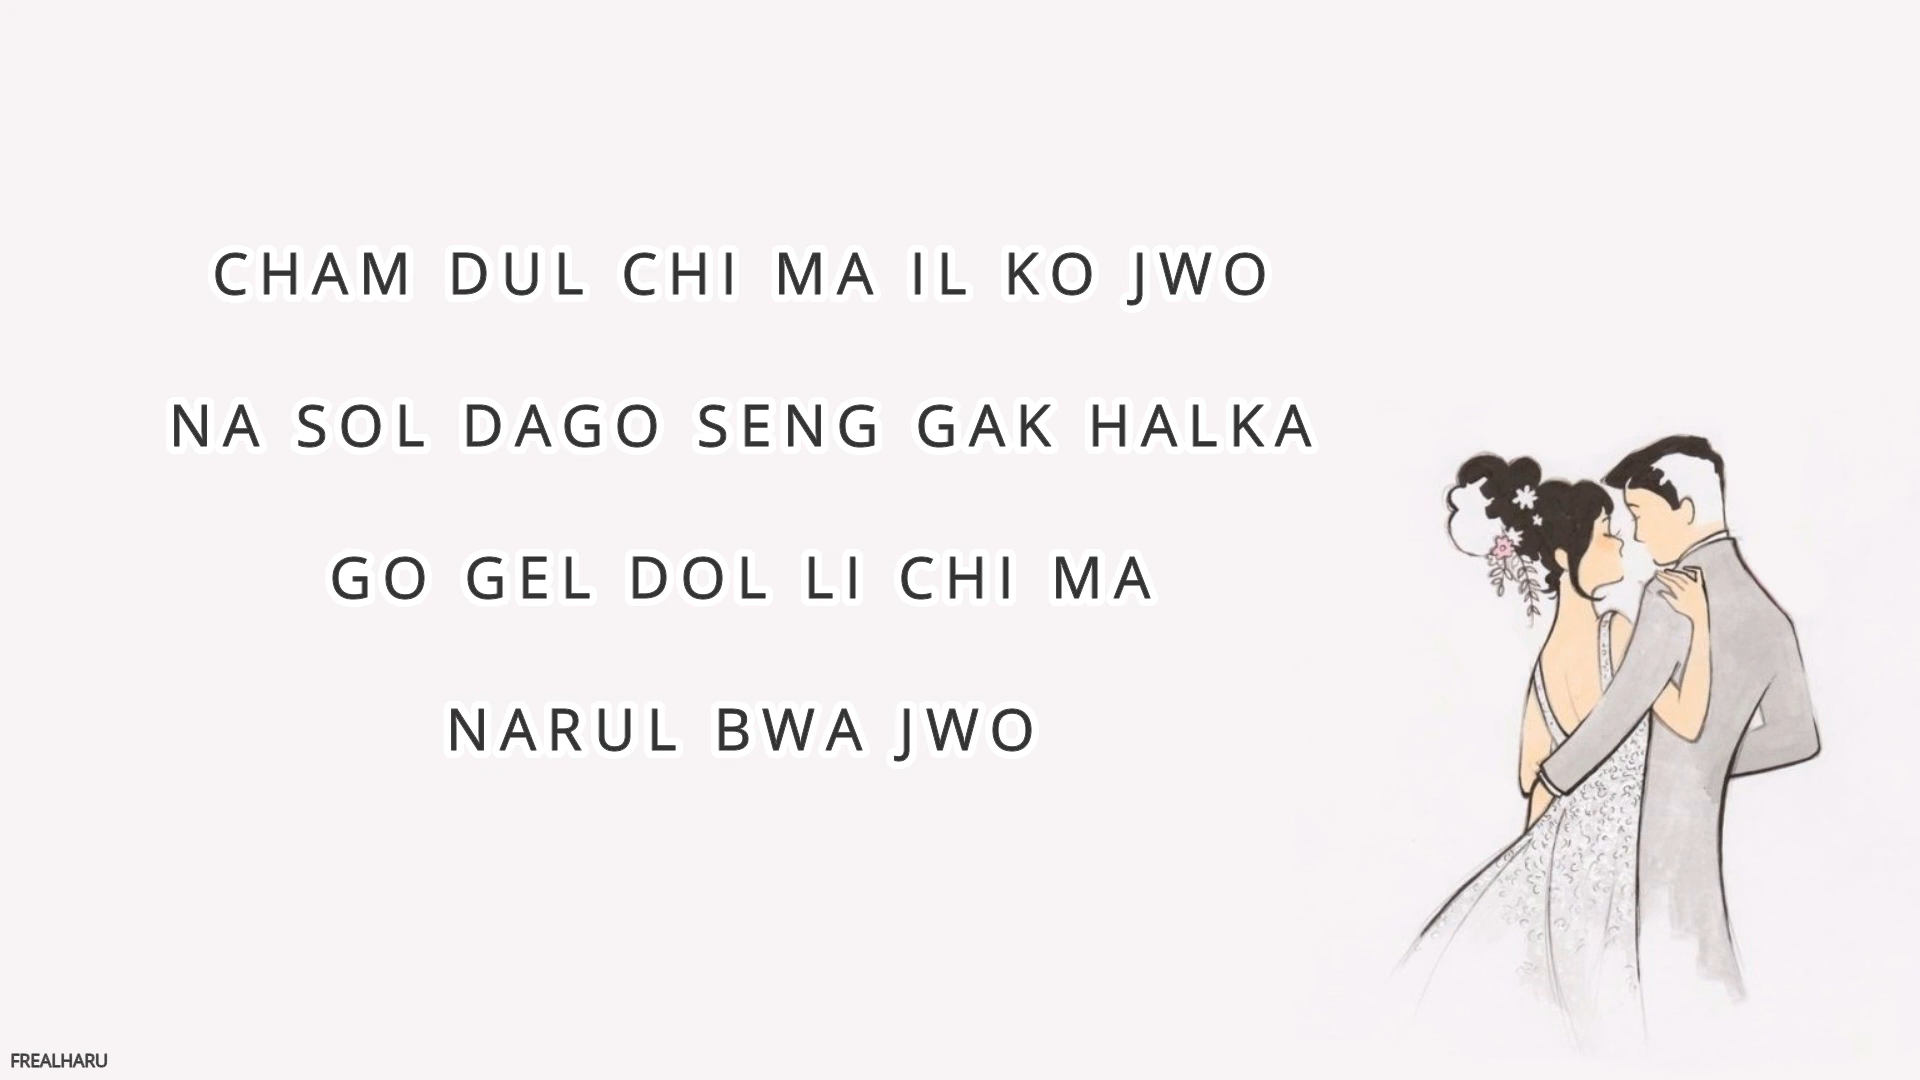 CHAM DUL CHI MA IL KO JWO
NA SOL DAGO SENG GAK HALKA
GO GEL DOL LI CHI MA
NARUL BWA JWO
FREALHARU